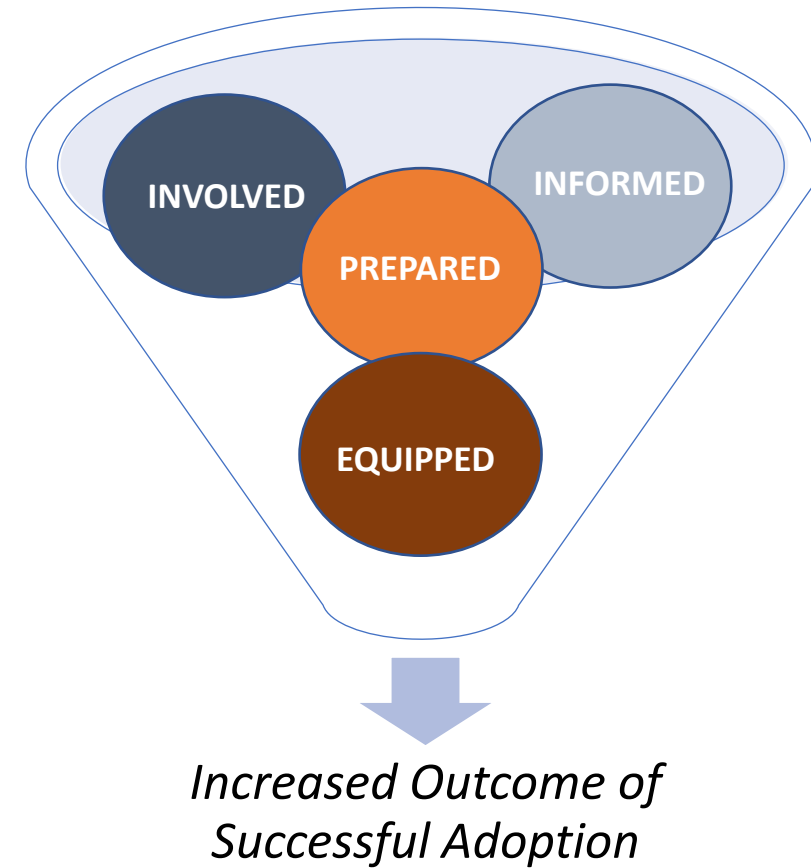 INVOLVED
INFORMED
PREPARED
EQUIPPED
Increased Outcome of
Successful Adoption